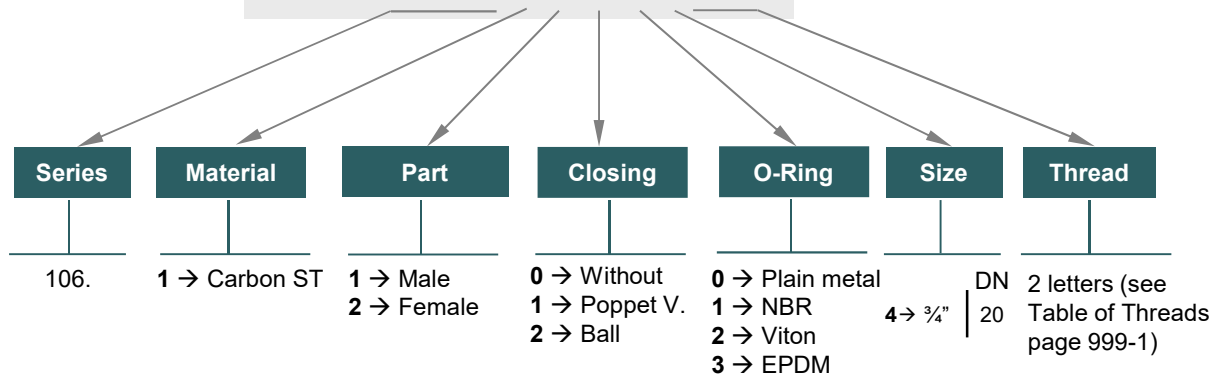 Series Material Part Closing O-Ring Size Thread
106.
1 → Carbon ST
1 → Male
2 → Female
0 → Without
1 → Poppet V.
2 → Ball
0 → Plain metal
1 → NBR
2 → Viton
3 → EPDM
DN
4→ ¾” 20
2 letters (see
Table of Threads
page 999-1)